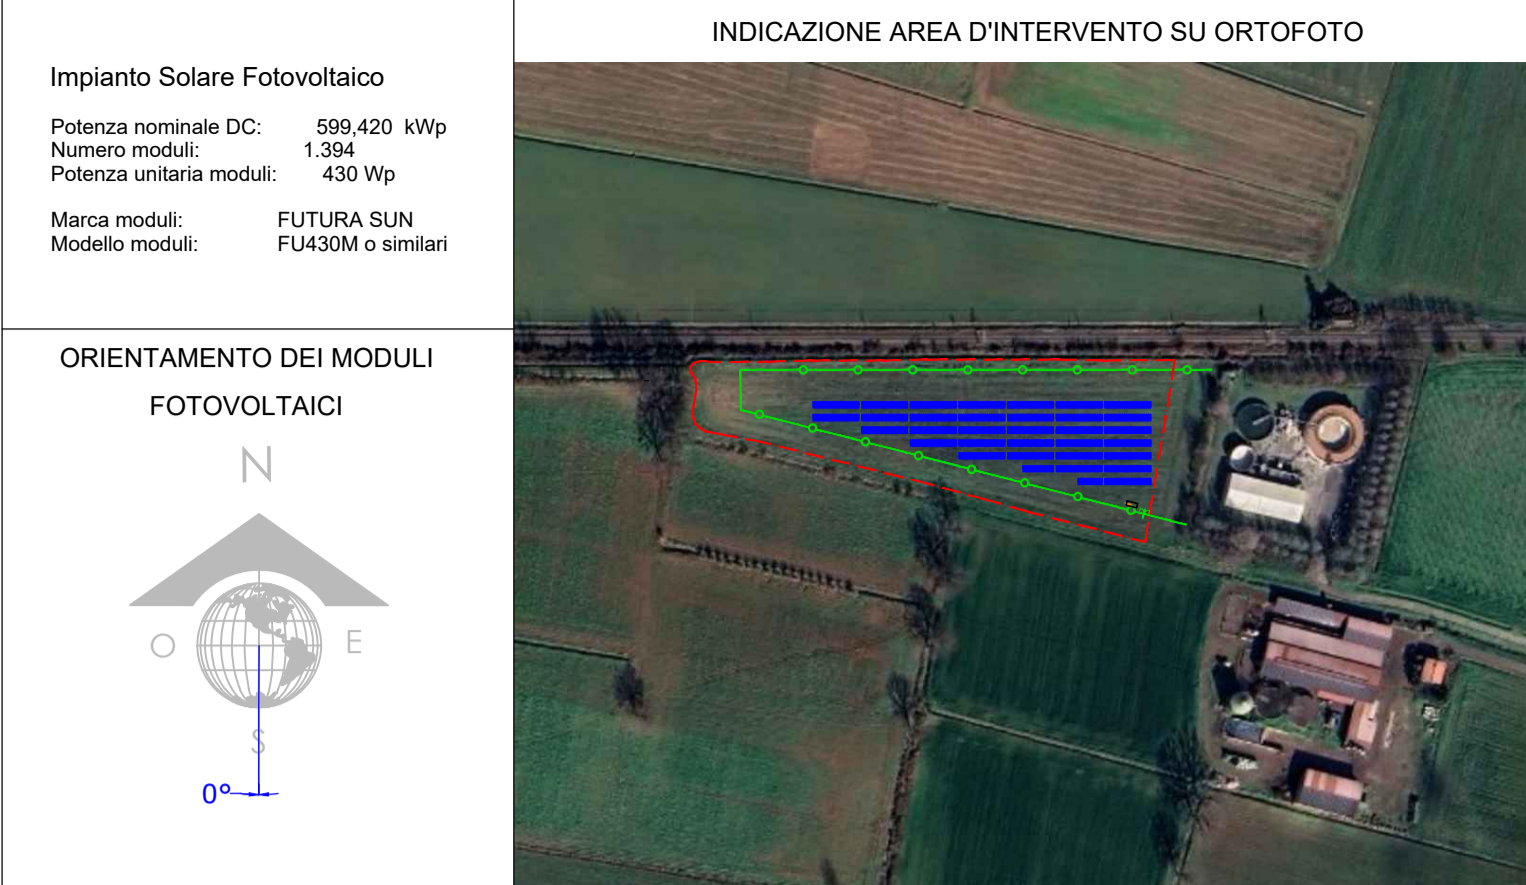 INDICAZIONE AREA D'INTERVENTO SU ORTOFOTO
Impianto Solare Fotovoltaico
Potenza nominale DC: 599,420 kWp
Numero moduli: 1.394
Potenza unitaria moduli: 430 Wp
Marca moduli: FUTURA SUN
Modello moduli: FU430M o similari
ORIENTAMENTO DEI MODULI
FOTOVOLTAICI
N
O E
S
0°